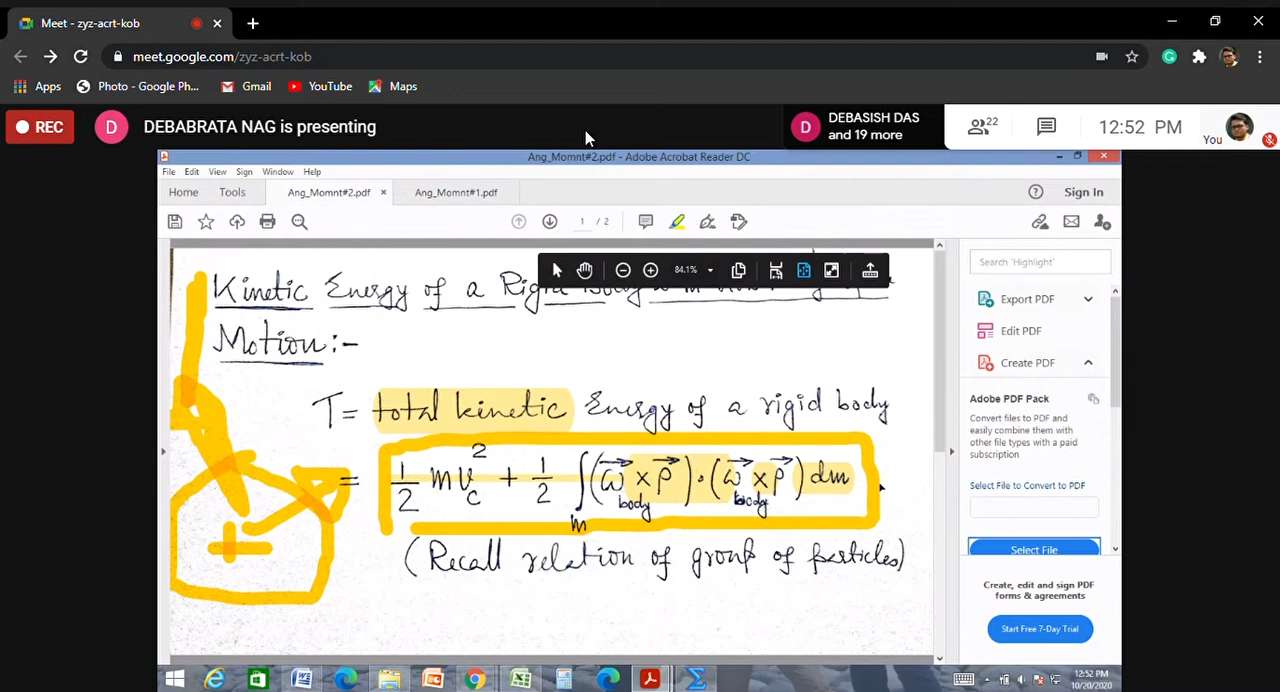 Meet - zyz-acrt-kob
meet.google.com/zyz-acrt-kob
Apps Photo - Google Ph... Gmail YouTube Maps
REC D DEBABRATA NAG is presenting
D DEBASISH DAS
and 19 more
22 12:52 PM
You
Ang_Momnt#2.pdf - Adobe Acrobat Reader DC
File Edit View Sign Window Help
Home Tools Ang_Momnt#2.pdf × Ang_Momnt#1.pdf ? Sign In
1 / 2
84.1%
Search 'Highlight'
Kinetic Energy of a Rigid Body
Motion:-
T = total kinetic Energy of a rigid body
= 1/2 m v_c^2 + 1/2 ∫_m (ω⃗_body × ρ⃗) · (ω⃗_body × ρ⃗) dm
(Recall relation of group of particles)
Export PDF
Edit PDF
Create PDF
Adobe PDF Pack
Convert files to PDF and
easily combine them with
other file types with a paid
subscription
Select File to Convert to PDF
Select File
Create, edit and sign PDF
forms & agreements
Start Free 7-Day Trial
12:52 PM
10/20/2020